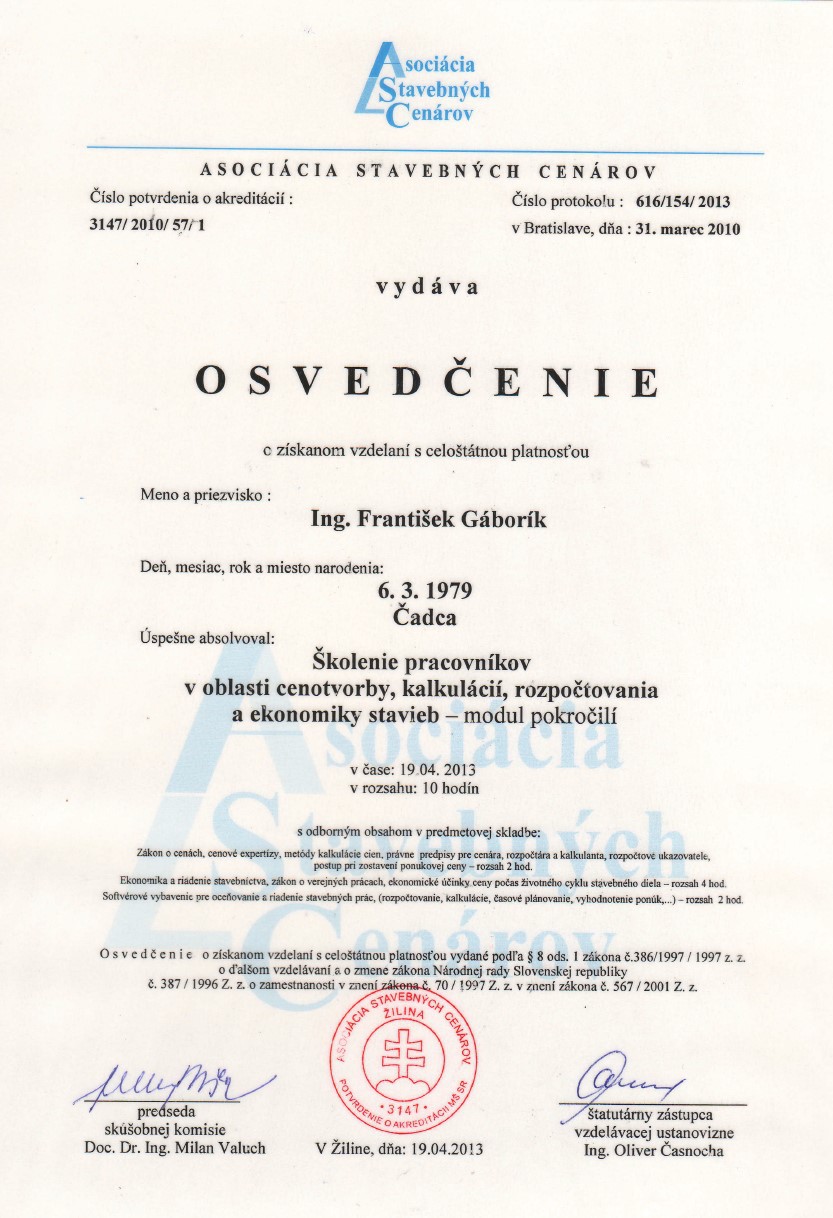 Asociácia
Stavebných
Cenárov
ASOCIÁCIA STAVEBNÝCH CENÁROV
Číslo potvrdenia o akreditácií :
3147/ 2010/ 57/ 1
Číslo protokolu : 616/154/ 2013
v Bratislave, dňa : 31. marec 2010
vydáva
OSVEDČENIE
o získanom vzdelaní s celoštátnou platnosťou
Meno a priezvisko :
Ing. František Gáborík
Deň, mesiac, rok a miesto narodenia:
6. 3. 1979
Čadca
Úspešne absolvoval:
Školenie pracovníkov
v oblasti cenotvorby, kalkulácií, rozpočtovania
a ekonomiky stavieb – modul pokročilí
Asociácia
Stavebných
Cenárov
v čase: 19.04. 2013
v rozsahu: 10 hodín
s odborným obsahom v predmetovej skladbe:
Zákon o cenách, cenové expertízy, metódy kalkulácie cien, právne predpisy pre cenára, rozpočtára a kalkulanta, rozpočtové ukazovatele,
postup pri zostavení ponukovej ceny – rozsah 2 hod.
Ekonomika a riadenie stavebníctva, zákon o verejných prácach, ekonomické účinky ceny počas životného cyklu stavebného diela – rozsah 4 hod.
Softvérové vybavenie pre oceňovanie a riadenie stavebných prác, (rozpočtovanie, kalkulácie, časové plánovanie, vyhodnotenie ponúk,...) – rozsah 2 hod.
Osvedčenie o získanom vzdelaní s celoštátnou platnosťou vydané podľa § 8 ods. 1 zákona č.386/1997 / 1997 z. z.
o ďalšom vzdelávaní a o zmene zákona Národnej rady Slovenskej republiky
č. 387 / 1996 Z. z. o zamestnanosti v znení zákona č. 70 / 1997 Z. z. v znení zákona č. 567 / 2001 Z. z.
ASOCIÁCIA STAVEBNÝCH CENÁROV
ŽILINA
• 3147 •
POTVRDENIE O AKREDITÁCII MŠ SR
predseda
skúšobnej komisie
Doc. Dr. Ing. Milan Valuch
V Žiline, dňa: 19.04.2013
štatutárny zástupca
vzdelávacej ustanovizne
Ing. Oliver Časnocha